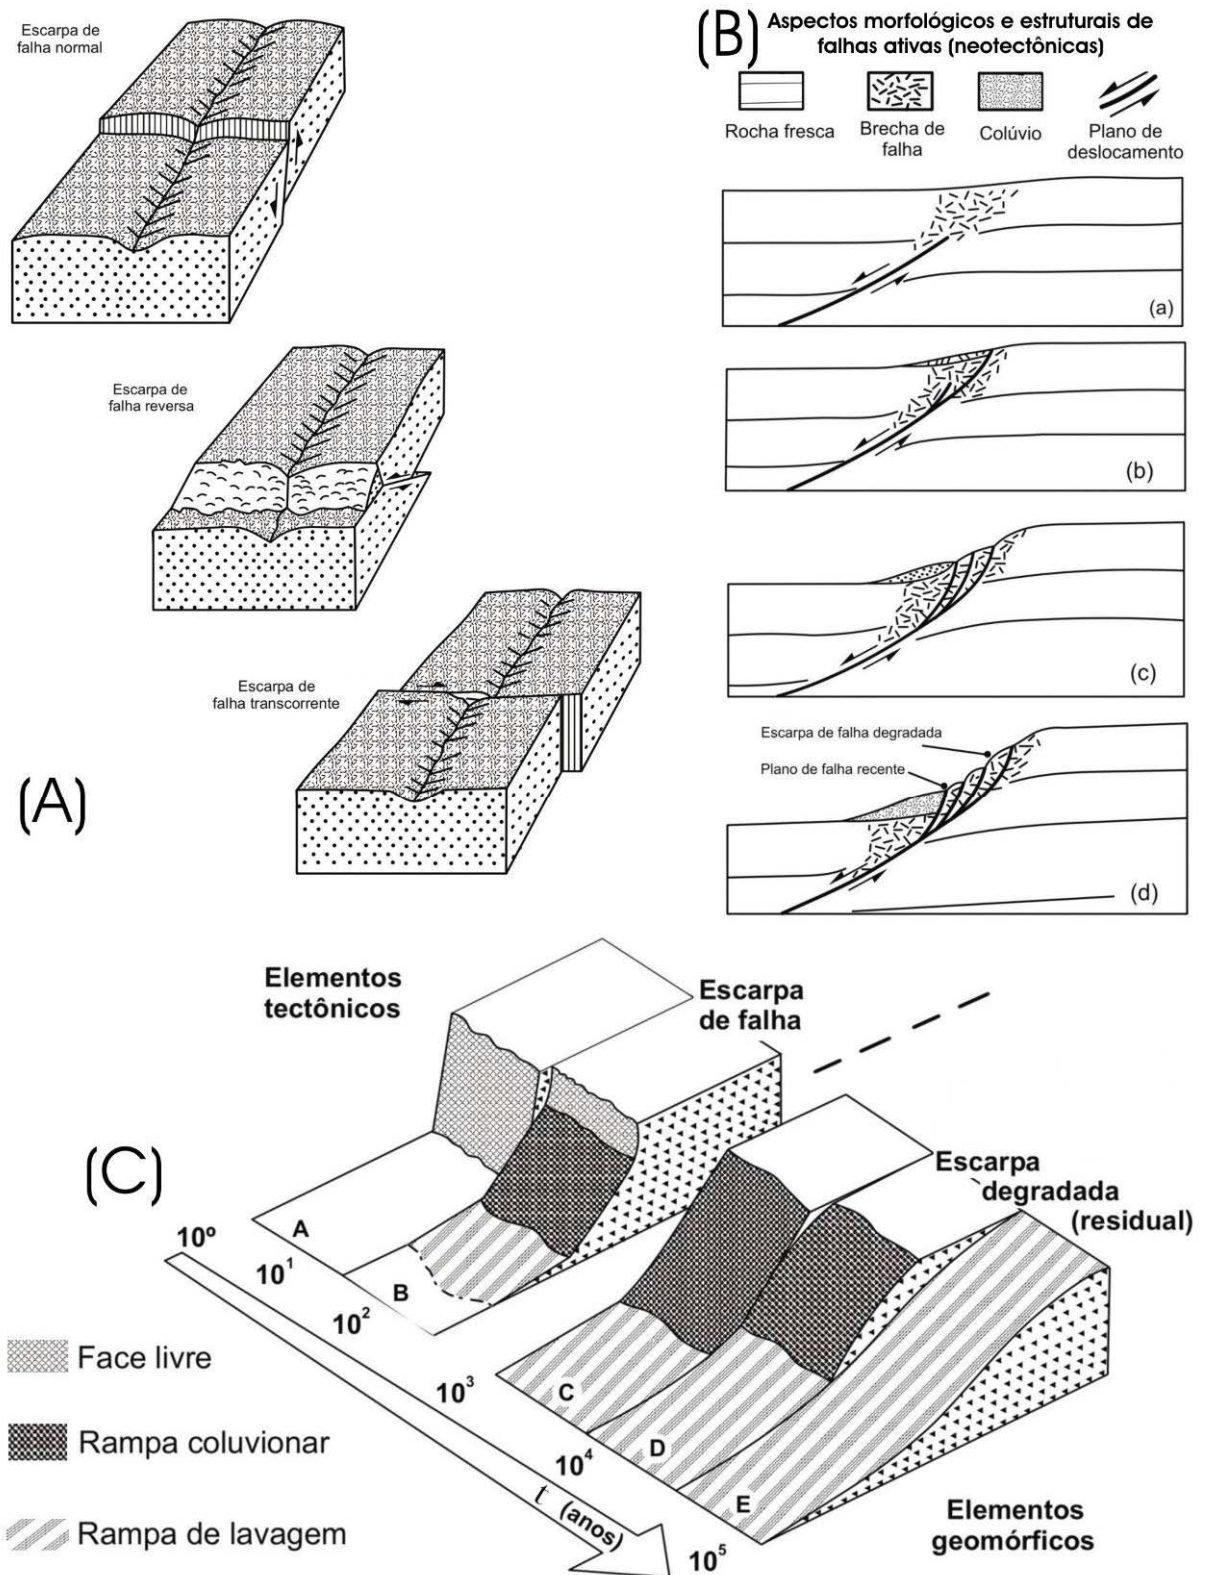 Escarpa de
falha normal
Escarpa de
falha reversa
Escarpa de
falha transcorrente
(A)
(B) Aspectos morfológicos e estruturais de
falhas ativas (neotectônicas)
Rocha fresca
Brecha de
falha
Colúvio
Plano de
deslocamento
(a)
(b)
(c)
Escarpa de falha degradada
Plano de falha recente
(d)
(C)
Elementos
tectônicos
Escarpa
de falha
Escarpa
degradada
(residual)
A
B
C
D
E
10º
10¹
10²
10³
10⁴
10⁵
t (anos)
Face livre
Rampa coluvionar
Rampa de lavagem
Elementos
geomórficos